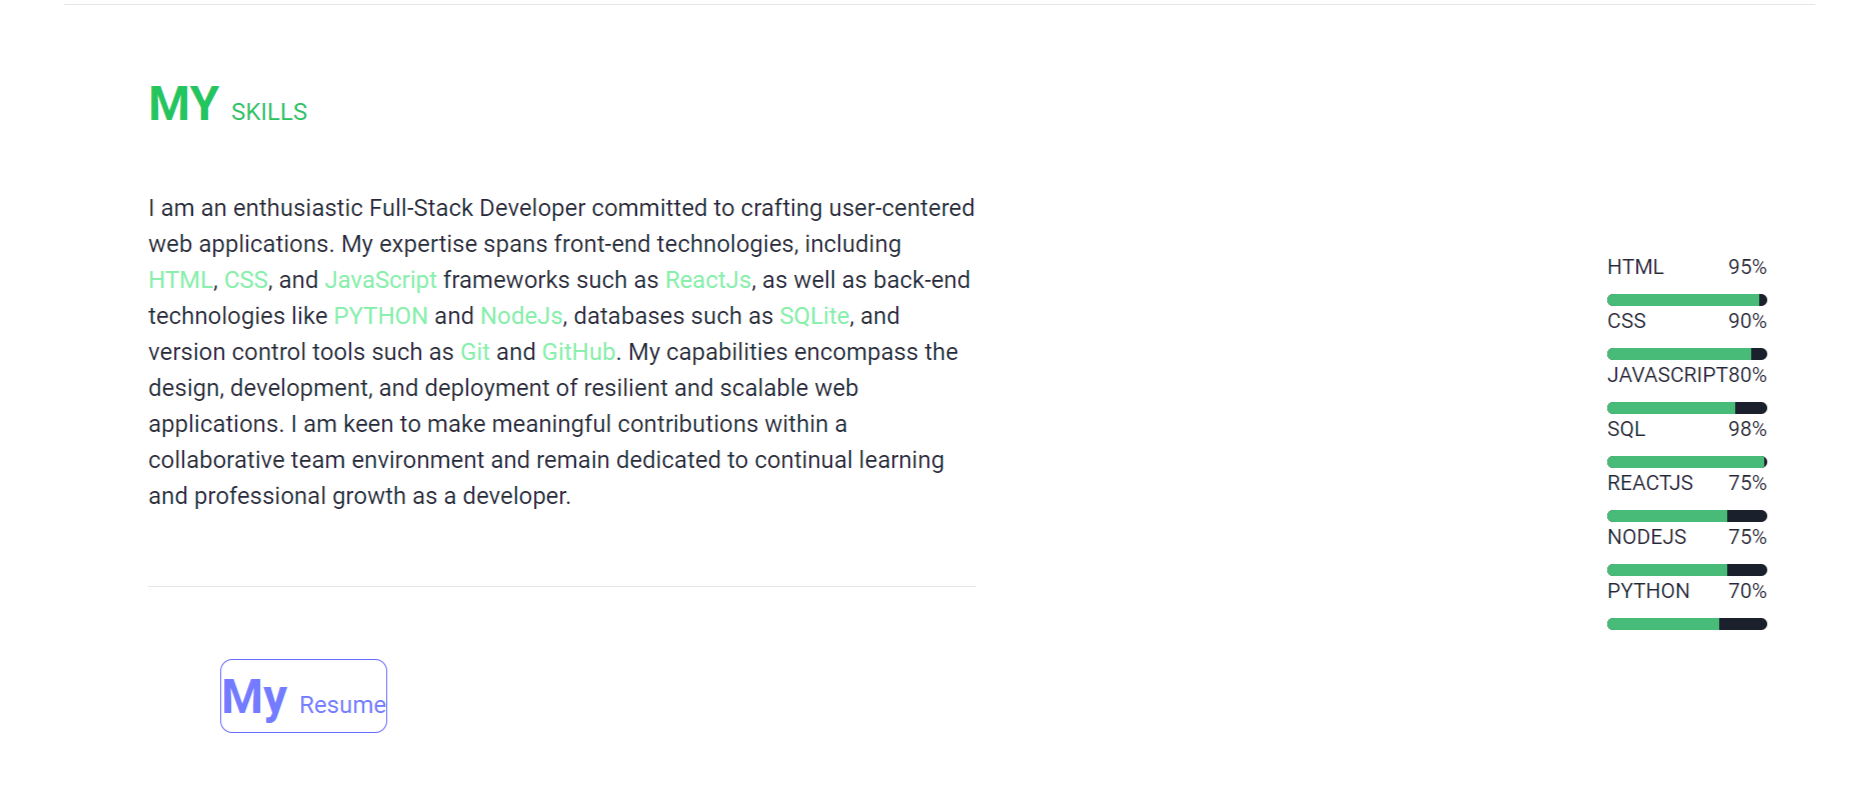 MY SKILLS
I am an enthusiastic Full-Stack Developer committed to crafting user-centered
web applications. My expertise spans front-end technologies, including
HTML, CSS, and JavaScript frameworks such as ReactJs, as well as back-end
technologies like PYTHON and NodeJs, databases such as SQLite, and
version control tools such as Git and GitHub. My capabilities encompass the
design, development, and deployment of resilient and scalable web
applications. I am keen to make meaningful contributions within a
collaborative team environment and remain dedicated to continual learning
and professional growth as a developer.
My Resume
HTML 95%
CSS 90%
JAVASCRIPT80%
SQL 98%
REACTJS 75%
NODEJS 75%
PYTHON 70%